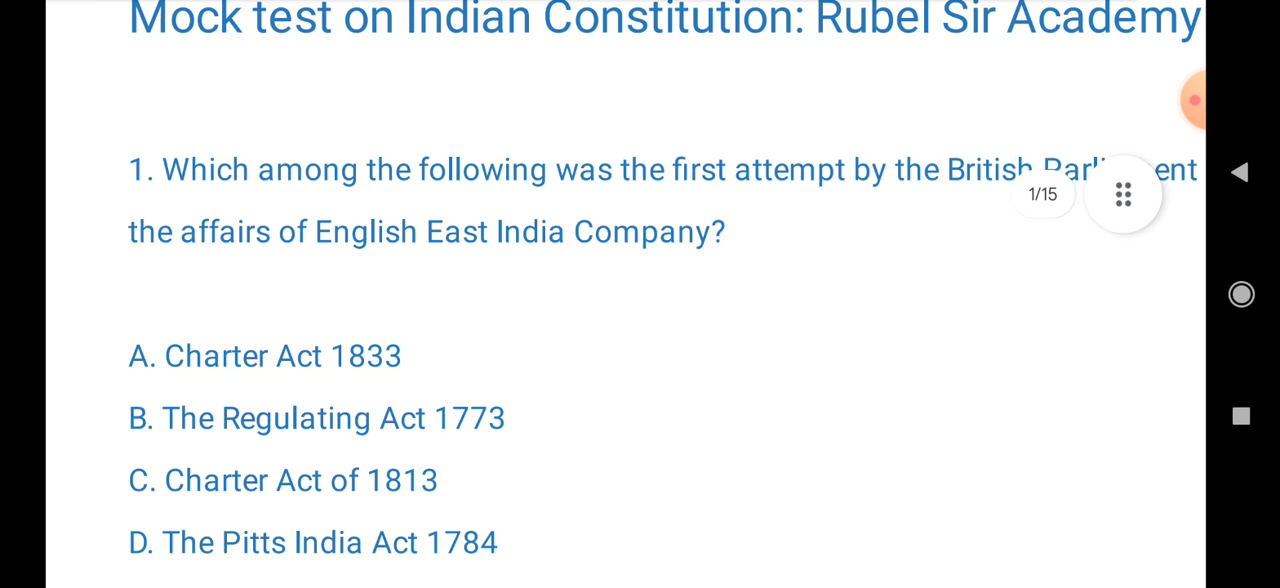 Mock test on Indian Constitution: Rubel Sir Academy
1. Which among the following was the first attempt by the British
1/15
the affairs of English East India Company?
A. Charter Act 1833
B. The Regulating Act 1773
C. Charter Act of 1813
D. The Pitts India Act 1784